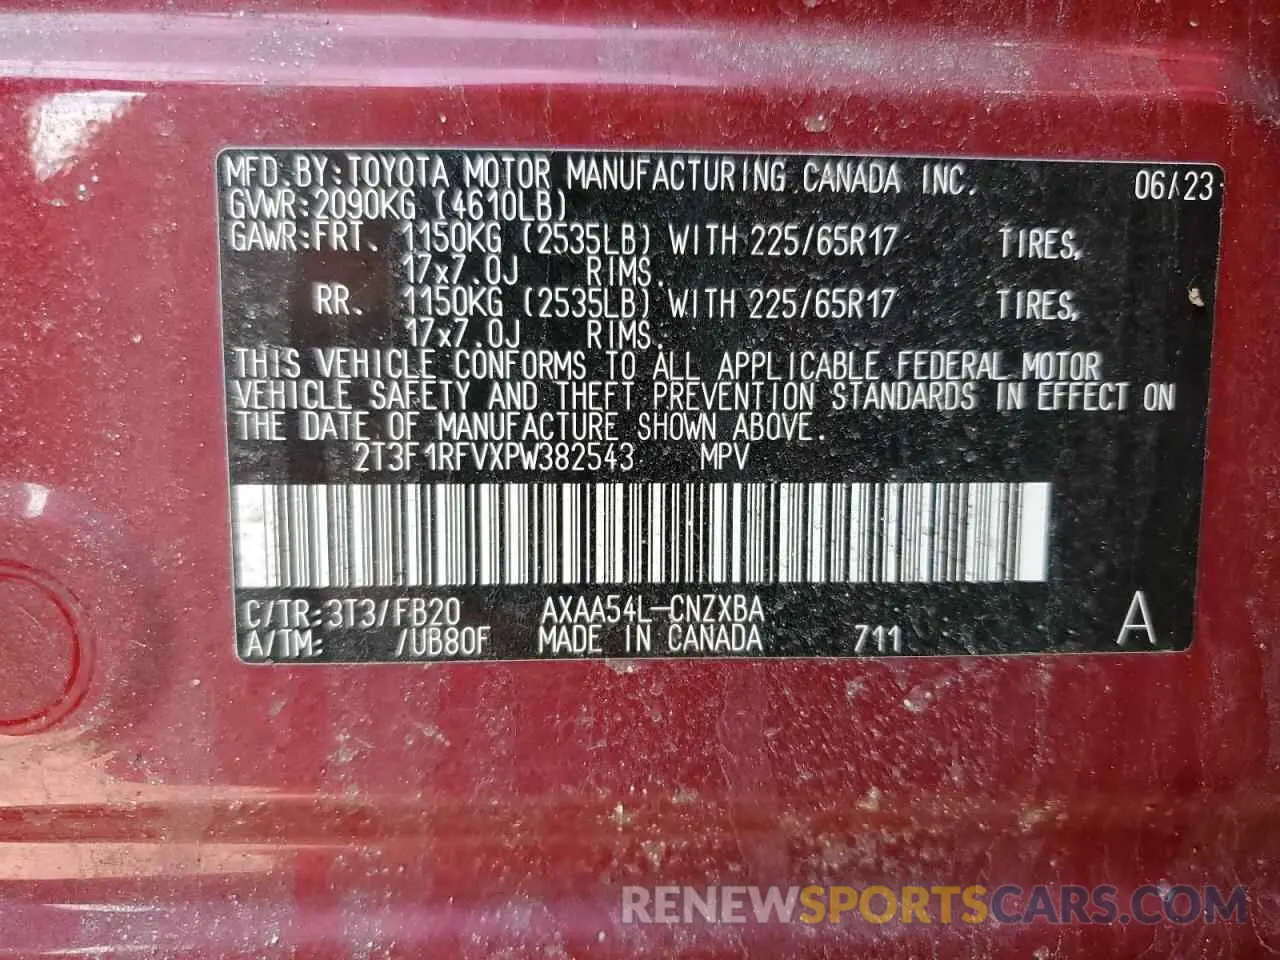 MFD.BY:TOYOTA MOTOR MANUFACTURING CANADA INC. 06/23
GVWR:2090KG (4610LB)
GAWR:FRT. 1150KG (2535LB) WITH 225/65R17 TIRES,
17x7.0J RIMS.
RR. 1150KG (2535LB) WITH 225/65R17 TIRES,
17x7.0J RIMS.
THIS VEHICLE CONFORMS TO ALL APPLICABLE FEDERAL MOTOR
VEHICLE SAFETY AND THEFT PREVENTION STANDARDS IN EFFECT ON
THE DATE OF MANUFACTURE SHOWN ABOVE.
2T3F1RFVXPW382543 MPV
C/TR:3T3/FB20 AXAA54L-CNZXBA A
A/TM: /UB80F MADE IN CANADA 711
RENEWSPORTSCARS.COM